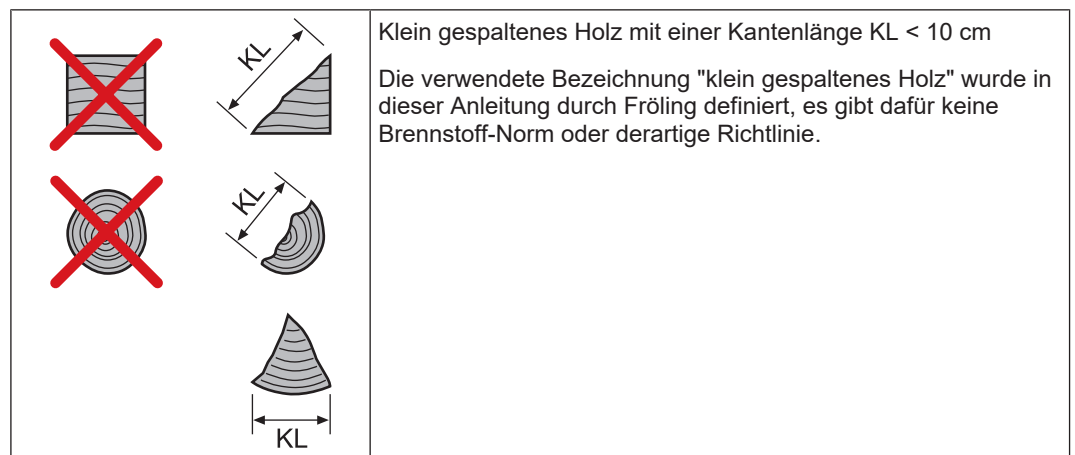 KL
KL
KL
Klein gespaltenes Holz mit einer Kantenlänge KL < 10 cm
Die verwendete Bezeichnung "klein gespaltenes Holz" wurde in
dieser Anleitung durch Fröling definiert, es gibt dafür keine
Brennstoff-Norm oder derartige Richtlinie.